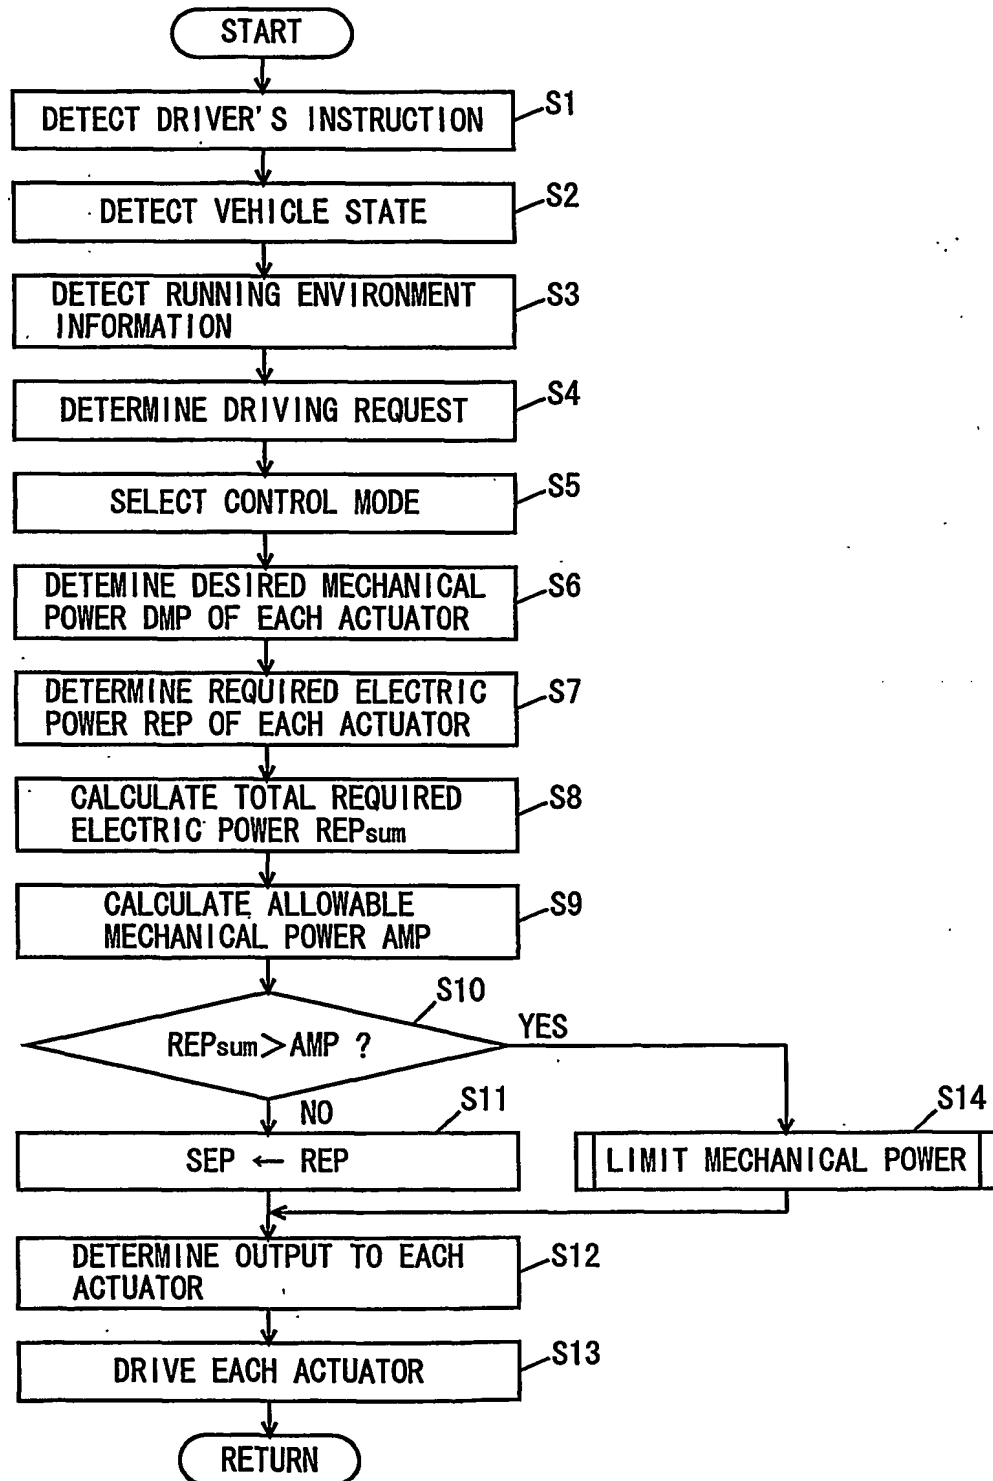 START
DETECT DRIVER'S INSTRUCTION
S1
DETECT VEHICLE STATE
S2
DETECT RUNNING ENVIRONMENT
INFORMATION
S3
DETERMINE DRIVING REQUEST
S4
SELECT CONTROL MODE
S5
DETEMINE DESIRED MECHANICAL
POWER DMP OF EACH ACTUATOR
S6
DETERMINE REQUIRED ELECTRIC
POWER REP OF EACH ACTUATOR
S7
CALCULATE TOTAL REQUIRED
ELECTRIC POWER REPsum
S8
CALCULATE ALLOWABLE
MECHANICAL POWER AMP
S9
S10
REPsum>AMP ?
YES
NO
S11
SEP ← REP
S14
LIMIT MECHANICAL POWER
DETERMINE OUTPUT TO EACH
ACTUATOR
S12
DRIVE EACH ACTUATOR
S13
RETURN